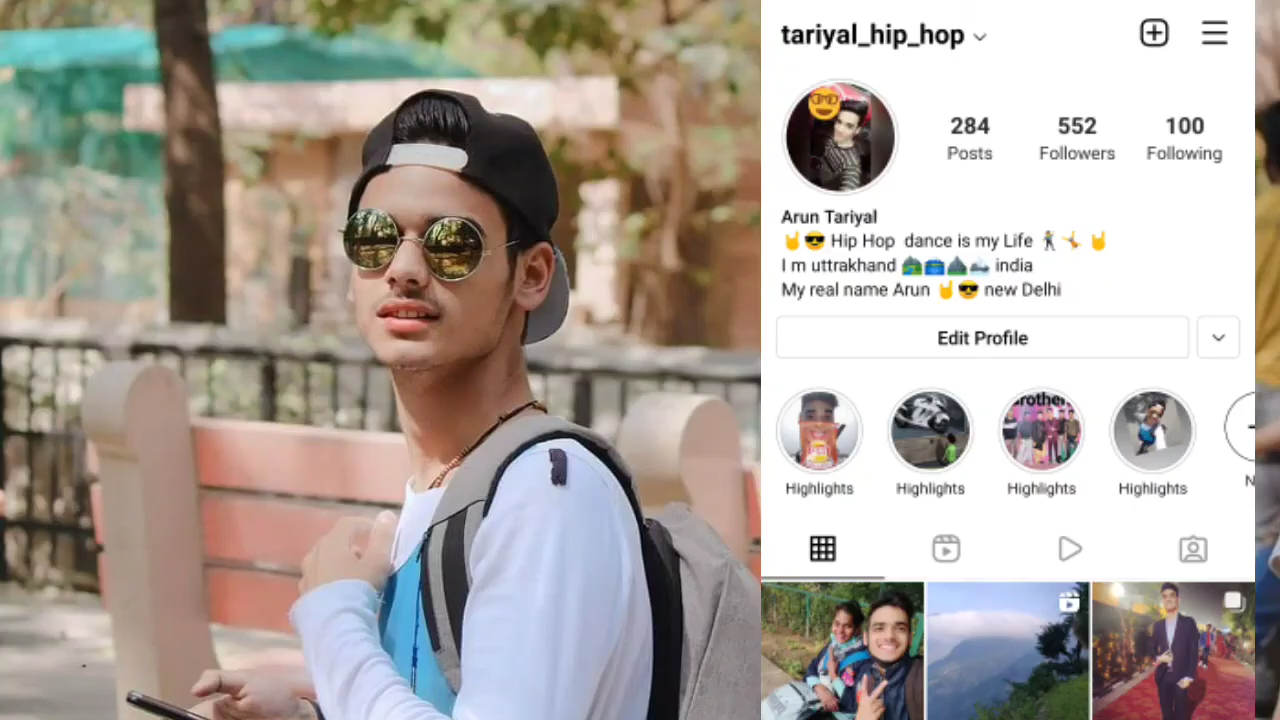 tariyal_hip_hop
284 552 100
Posts Followers Following
Arun Tariyal
🤘😎 Hip Hop dance is my Life 🕺🤸 🤘
I m uttrakhand 🛣️🏞️⛰️🏔️ india
My real name Arun 🤘😎 new Delhi
Edit Profile
Highlights Highlights Highlights Highlights